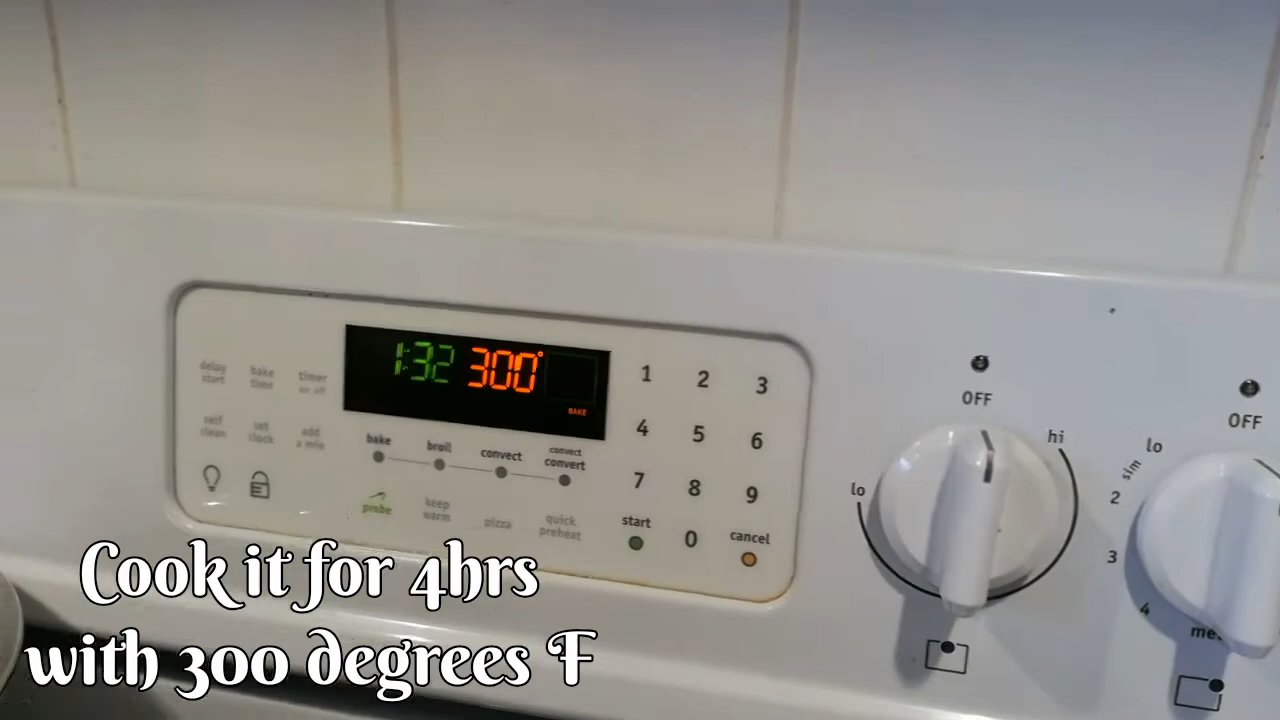 1:32 300°
BAKE
delay start
bake time
timer on off
self clean
set clock
add a min
bake
broil
convect
convect convert
probe
keep warm
pizza
quick preheat
1 2 3
4 5 6
7 8 9
start 0 cancel
OFF
lo
hi
OFF
lo
sim
2
3
4
Cook it for 4hrs
with 300 degrees F